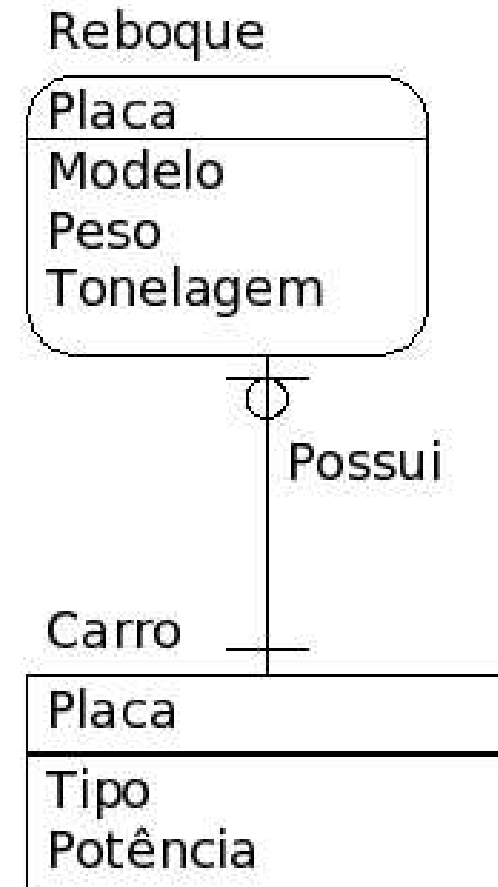 Reboque
Placa
Modelo
Peso
Tonelagem
Possui
Carro
Placa
Tipo
Potência